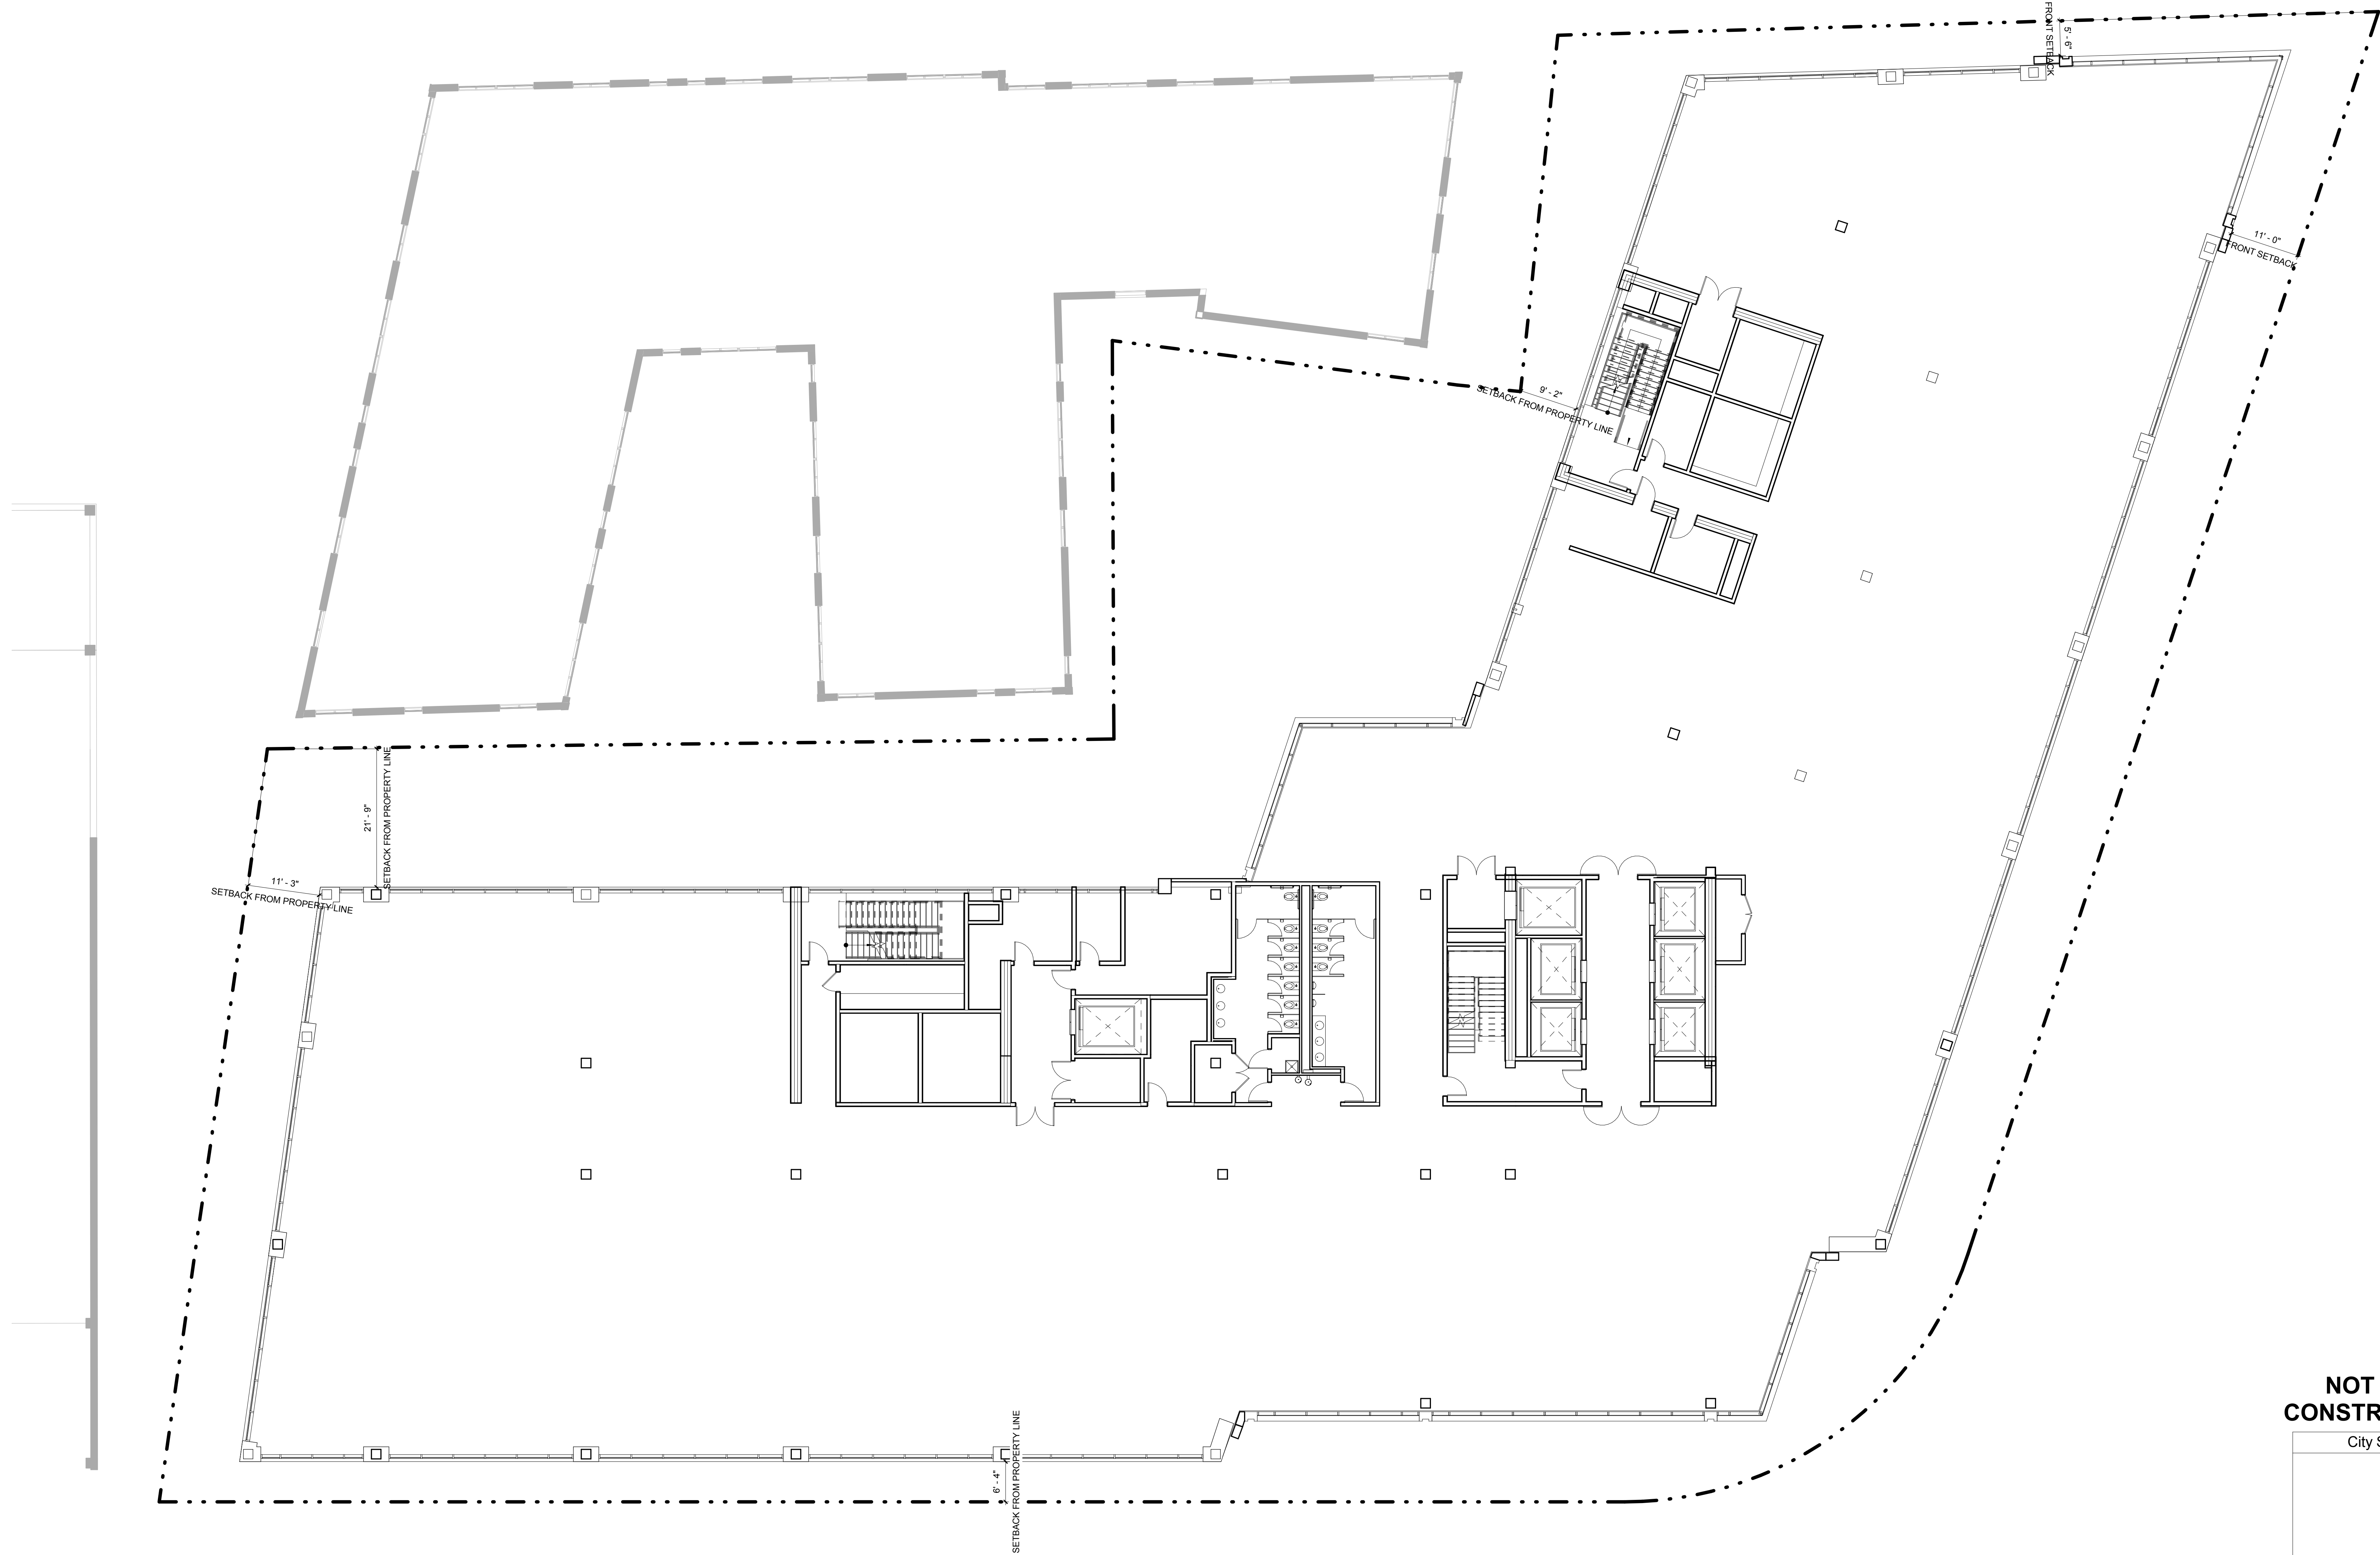 FRONT SETBACK
5' - 6"
11' - 0"
FRONT SETBACK
9' - 2"
SETBACK FROM PROPERTY LINE
21' - 9"
SETBACK FROM PROPERTY LINE
11' - 3"
SETBACK FROM PROPERTY LINE
6' - 4"
SETBACK FROM PROPERTY LINE
NOT
CONSTR
City S